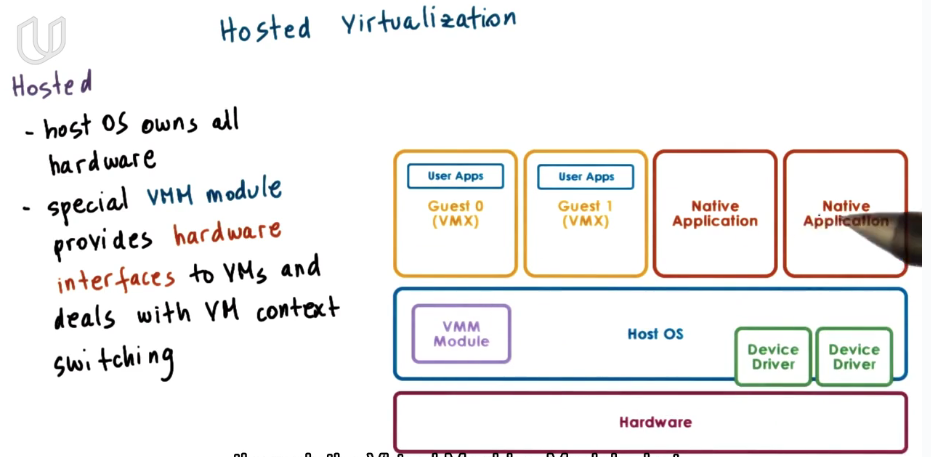 Hosted Virtualization
Hosted
- host OS owns all
hardware
- special VMM module
provides hardware
interfaces to VMs and
deals with VM context
switching
User Apps
Guest 0
(VMX)
User Apps
Guest 1
(VMX)
Native
Application
Native
Application
VMM
Module
Host OS
Device
Driver
Device
Driver
Hardware